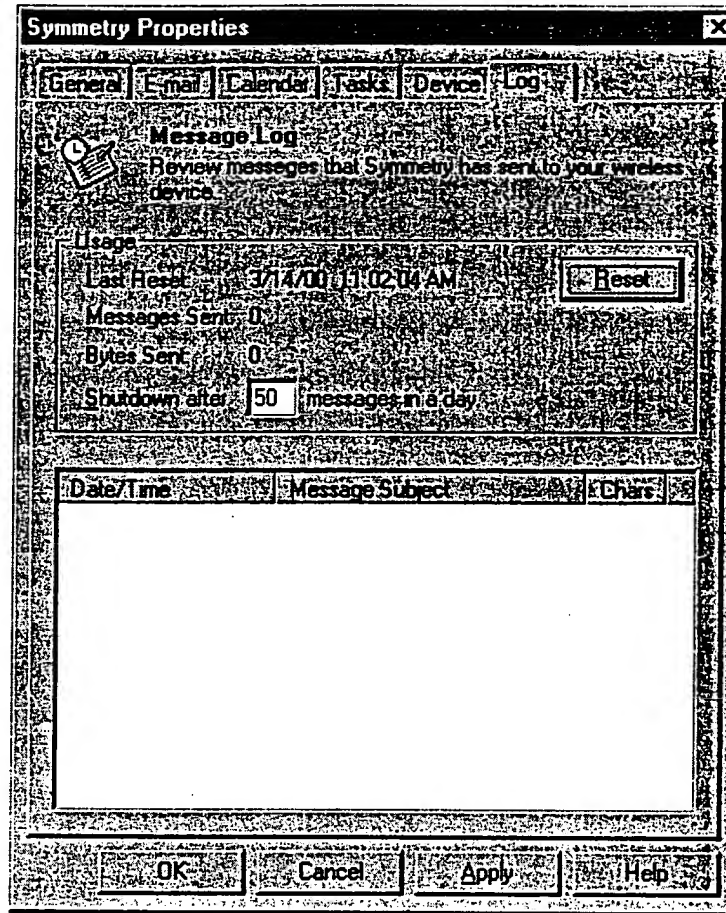 Symmetry Properties
General E-mail Calendar Tasks Device Log
Message Log
Review messeges that Symmetry has sent to your wireless
device.
Usage
Last Reset 3/14/00 11:02:04 AM Reset
Messages Sent 0
Bytes Sent 0
Shutdown after 50 messages in a day
Date/Time Message Subject Chars
OK Cancel Apply Help